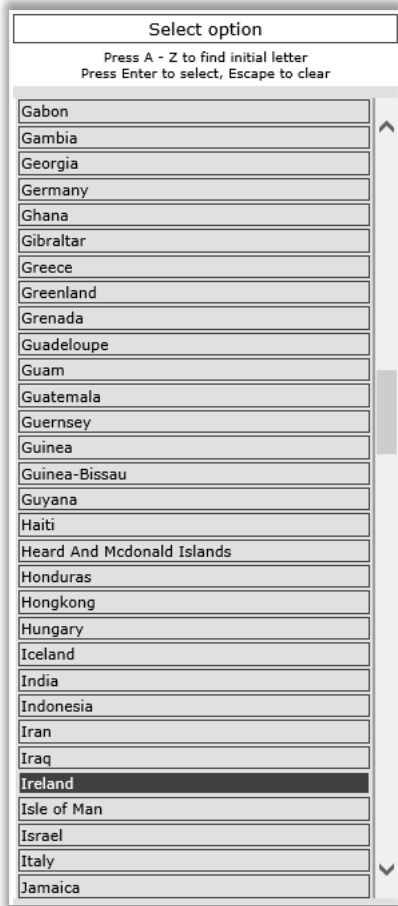 Select option
Press A - Z to find initial letter
Press Enter to select, Escape to clear
Gabon
Gambia
Georgia
Germany
Ghana
Gibraltar
Greece
Greenland
Grenada
Guadeloupe
Guam
Guatemala
Guernsey
Guinea
Guinea-Bissau
Guyana
Haiti
Heard And Mcdonald Islands
Honduras
Hongkong
Hungary
Iceland
India
Indonesia
Iran
Iraq
Ireland
Isle of Man
Israel
Italy
Jamaica